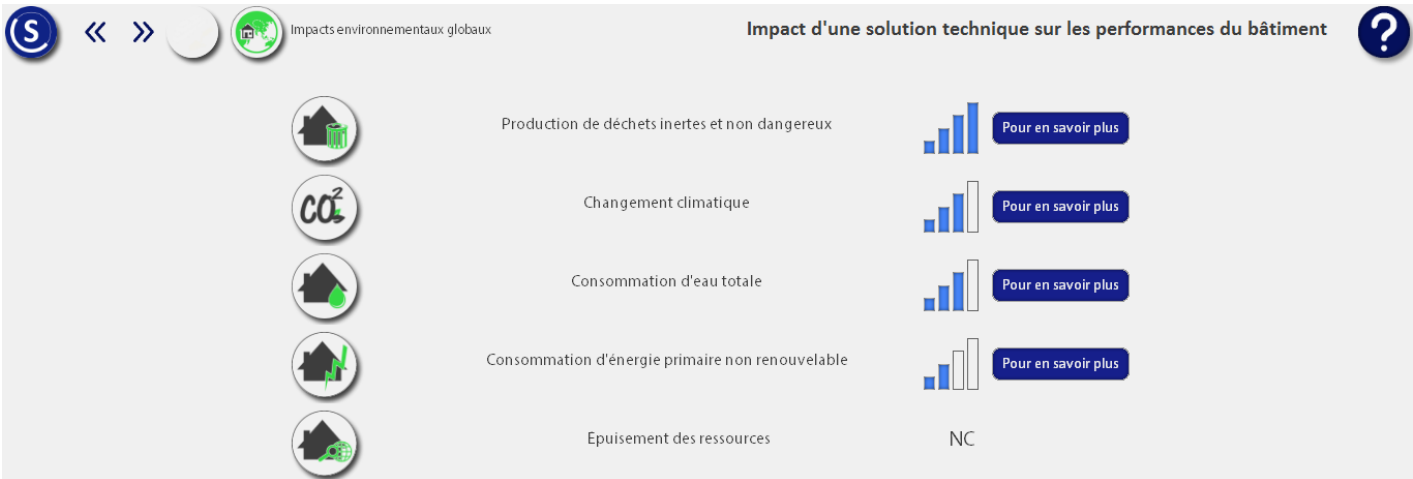 S
Impacts environnementaux globaux
Impact d'une solution technique sur les performances du bâtiment
?
Production de déchets inertes et non dangereux
Pour en savoir plus
CO2
Changement climatique
Pour en savoir plus
Consommation d'eau totale
Pour en savoir plus
Consommation d'énergie primaire non renouvelable
Pour en savoir plus
Epuisement des ressources
NC